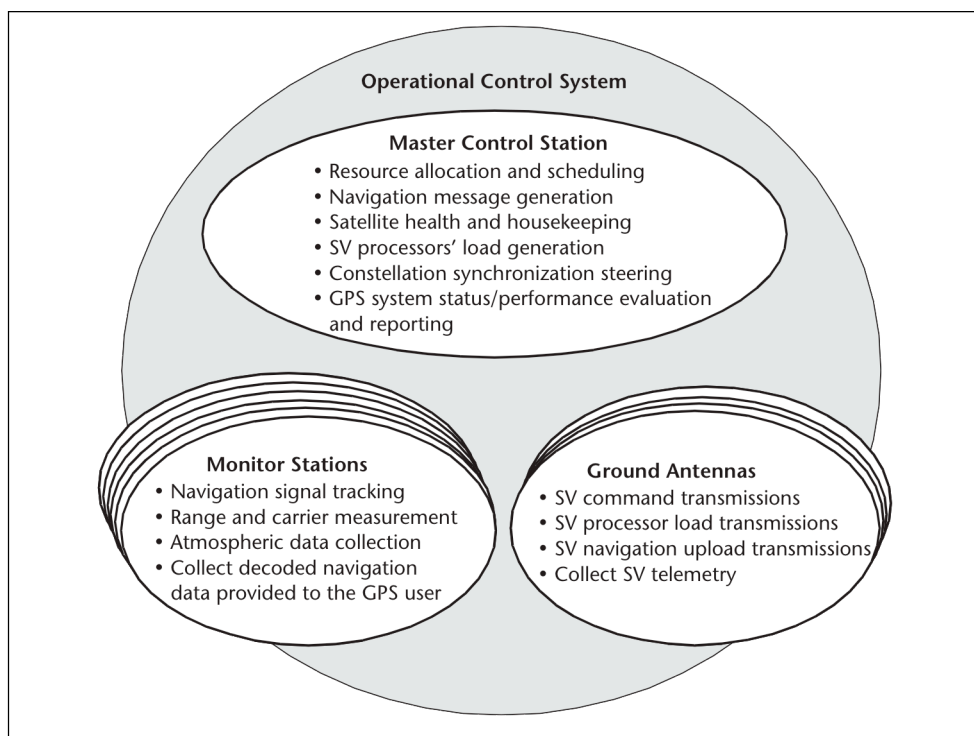 Operational Control System
Master Control Station
• Resource allocation and scheduling
• Navigation message generation
• Satellite health and housekeeping
• SV processors’ load generation
• Constellation synchronization steering
• GPS system status/performance evaluation
and reporting
Monitor Stations
• Navigation signal tracking
• Range and carrier measurement
• Atmospheric data collection
• Collect decoded navigation
data provided to the GPS user
Ground Antennas
• SV command transmissions
• SV processor load transmissions
• SV navigation upload transmissions
• Collect SV telemetry